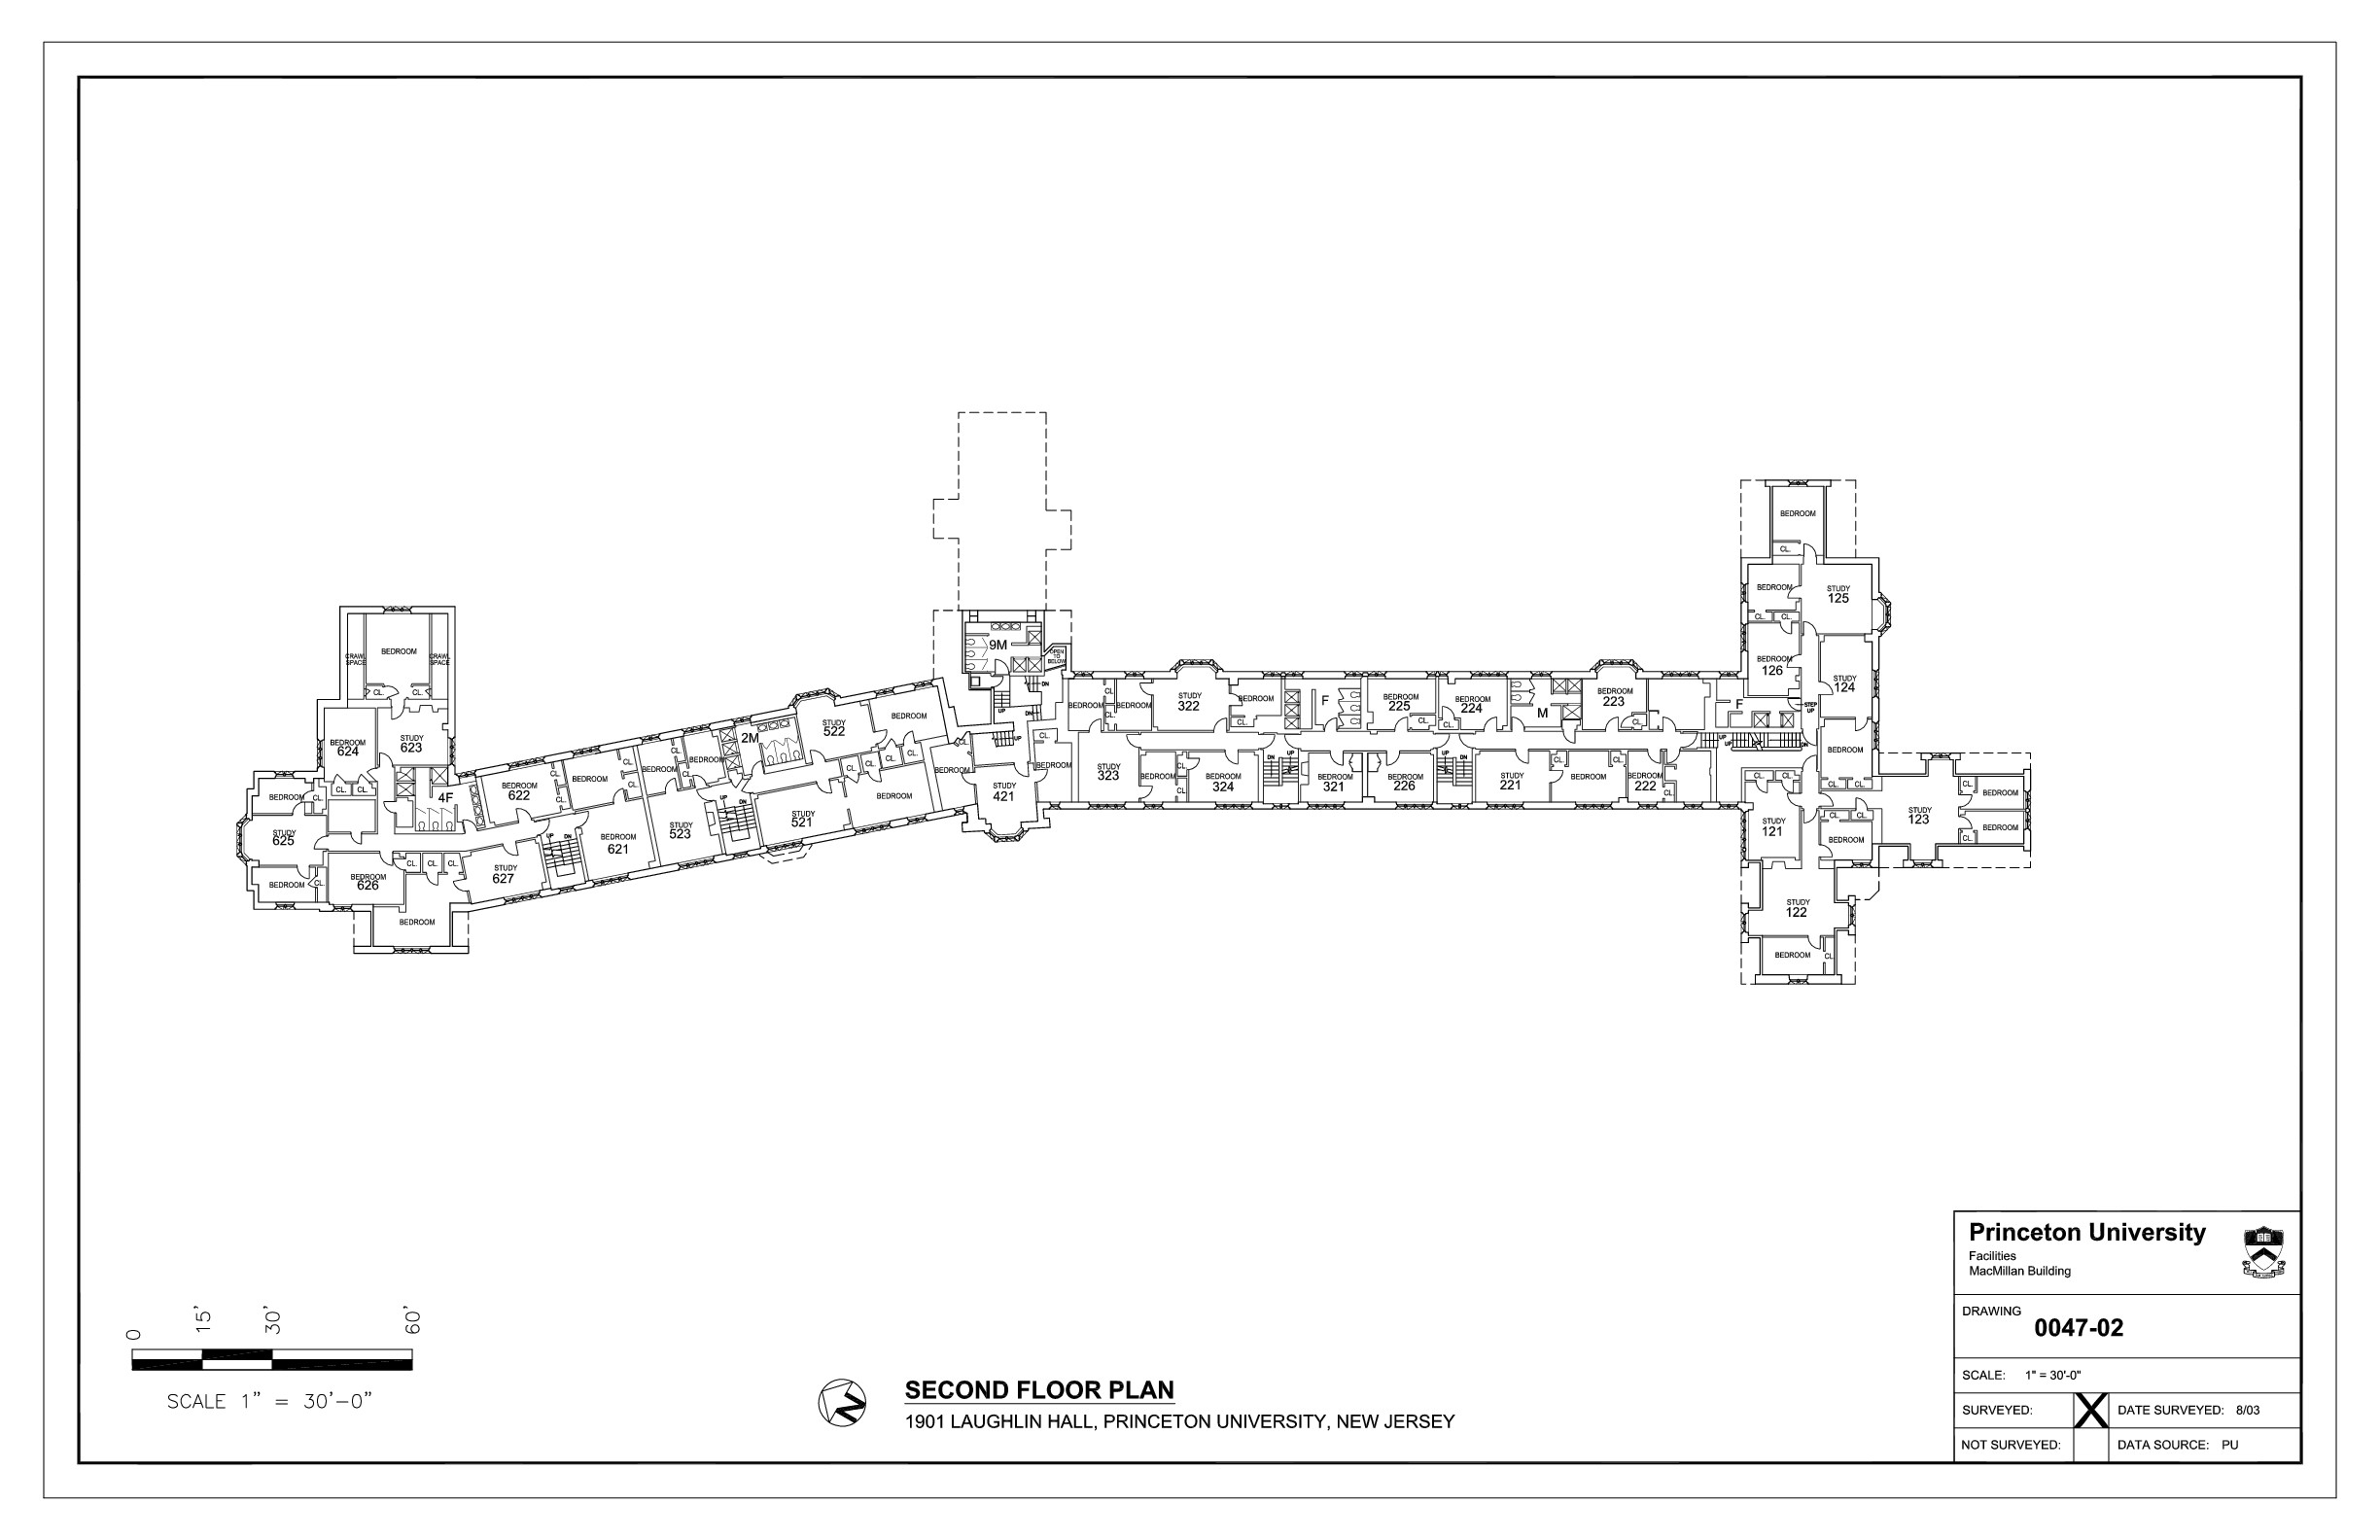 BEDROOM
CL.
BEDROOM
STUDY
125
CL.
CL.
BEDROOM
126
STUDY
124
F
STEP
UP
UP
UP
DN
BEDROOM
CL.
CL.
CL.
CL.
STUDY
121
CL.
CL.
BEDROOM
STUDY
123
CL.
BEDROOM
CL.
BEDROOM
STUDY
122
BEDROOM
CL.
9M
OPEN
TO
BELOW
DN
UP
DN
UP
BEDROOM
CL.
CL.
BEDROOM
STUDY
322
BEDROOM
CL.
F
BEDROOM
225
CL.
BEDROOM
224
CL.
M
BEDROOM
223
CL.
CL.
BEDROOM
STUDY
323
BEDROOM
CL.
CL.
BEDROOM
324
DN
UP
BEDROOM
321
BEDROOM
226
UP
DN
STUDY
221
CL.
BEDROOM
CL.
BEDROOM
222
CL.
CL.
BEDROOM
STUDY
421
CRAWL
SPACE
BEDROOM
CRAWL
SPACE
CL.
CL.
BEDROOM
624
STUDY
623
CL.
CL.
4F
BEDROOM
CL.
STUDY
625
BEDROOM
CL.
BEDROOM
626
CL.
CL.
CL.
BEDROOM
STUDY
627
UP
DN
BEDROOM
622
CL.
CL.
BEDROOM
CL.
CL.
BEDROOM
621
BEDROOM
CL.
CL.
BEDROOM
STUDY
523
UP
DN
2M
STUDY
522
BEDROOM
CL.
CL.
CL.
CL.
STUDY
521
BEDROOM
0
15'
30'
60'
SCALE 1" = 30'-0"
N
SECOND FLOOR PLAN
1901 LAUGHLIN HALL, PRINCETON UNIVERSITY, NEW JERSEY
Princeton University
Facilities
MacMillan Building
DRAWING
0047-02
SCALE: 1" = 30'-0"
SURVEYED: X DATE SURVEYED: 8/03
NOT SURVEYED: DATA SOURCE: PU